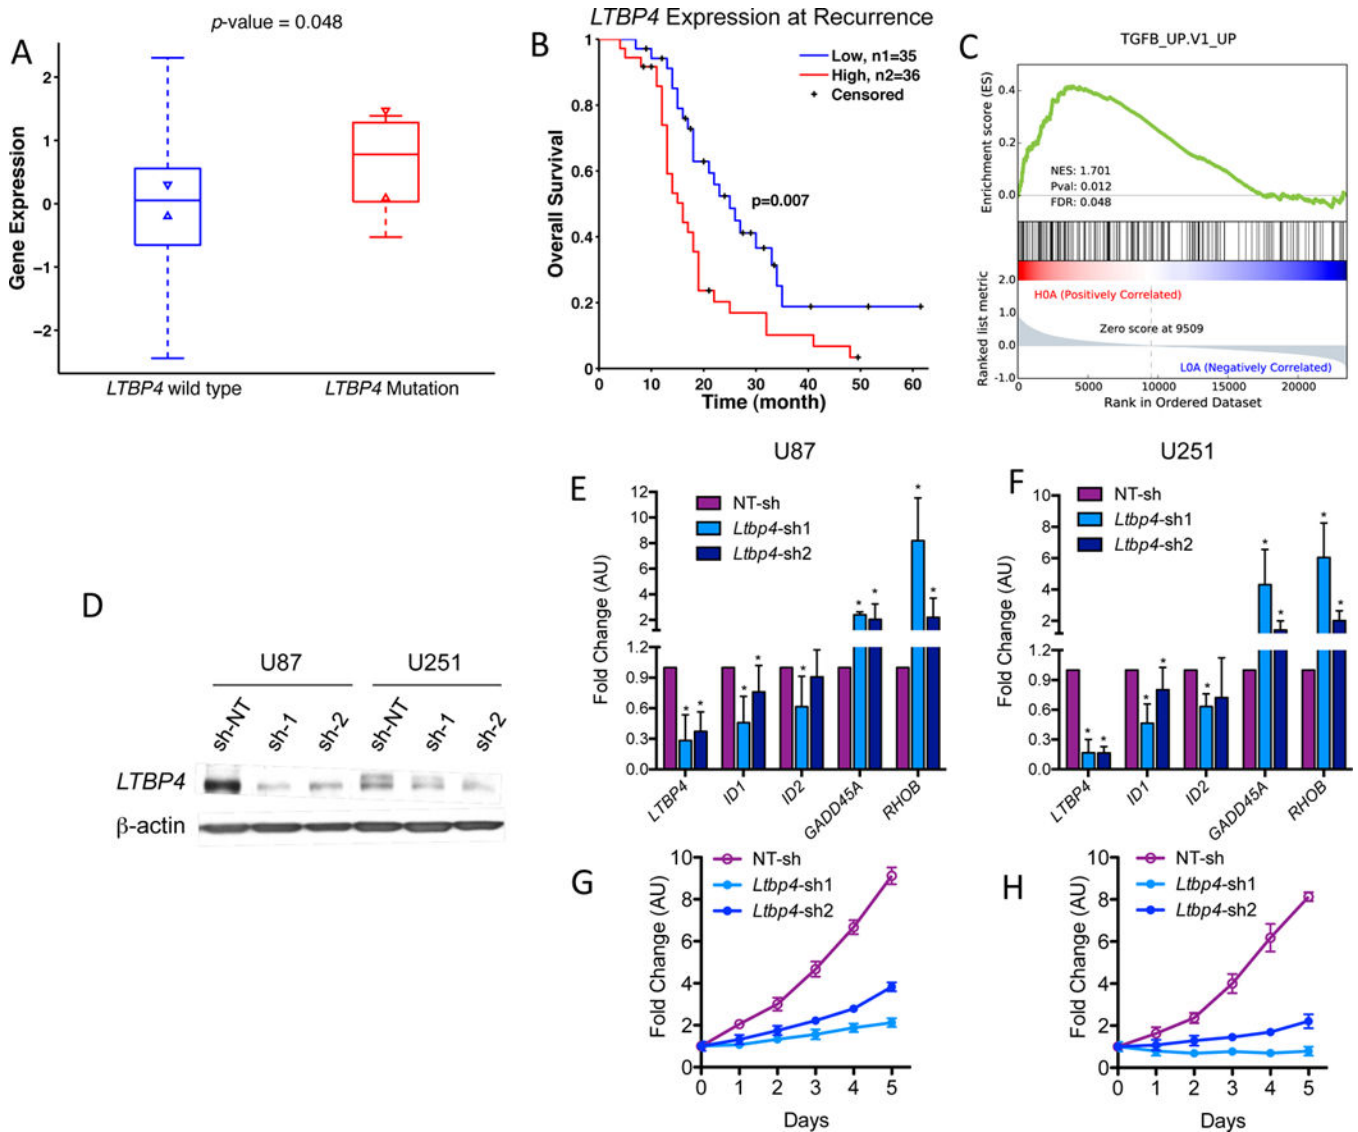 A
p-value = 0.048
Gene Expression
2
1
0
−1
−2
LTBP4 wild type
LTBP4 Mutation
LTBP4 Expression at Recurrence
B
Overall Survival
1
0.8
0.6
0.4
0.2
0
Low, n1=35
High, n2=36
Censored
p=0.007
0 10 20 30 40 50 60
Time (month)
C
TGFB_UP.V1_UP
Enrichment score (ES)
0.4
0.2
0.0
NES: 1.701
Pval: 0.012
FDR: 0.048
Ranked list metric
2.0
1.0
0.0
-1.0
H0A (Positively Correlated)
Zero score at 9509
L0A (Negatively Correlated)
0 5000 10000 15000 20000
Rank in Ordered Dataset
D
U87 U251
sh-NT sh-1 sh-2 sh-NT sh-1 sh-2
LTBP4
β-actin
U87
E
Fold Change (AU)
12
10
8
6
4
2
1.2
0.9
0.6
0.3
0.0
NT-sh
Ltbp4-sh1
Ltbp4-sh2
* * * * * * * * *
LTBP4 ID1 ID2 GADD45A RHOB
U251
F
Fold Change (AU)
10
8
6
4
2
1.2
0.9
0.6
0.3
0.0
NT-sh
Ltbp4-sh1
Ltbp4-sh2
* * * * * * * * *
LTBP4 ID1 ID2 GADD45A RHOB
G
Fold Change (AU)
10
8
6
4
2
0
NT-sh
Ltbp4-sh1
Ltbp4-sh2
0 1 2 3 4 5
Days
H
Fold Change (AU)
10
8
6
4
2
0
NT-sh
Ltbp4-sh1
Ltbp4-sh2
0 1 2 3 4 5
Days